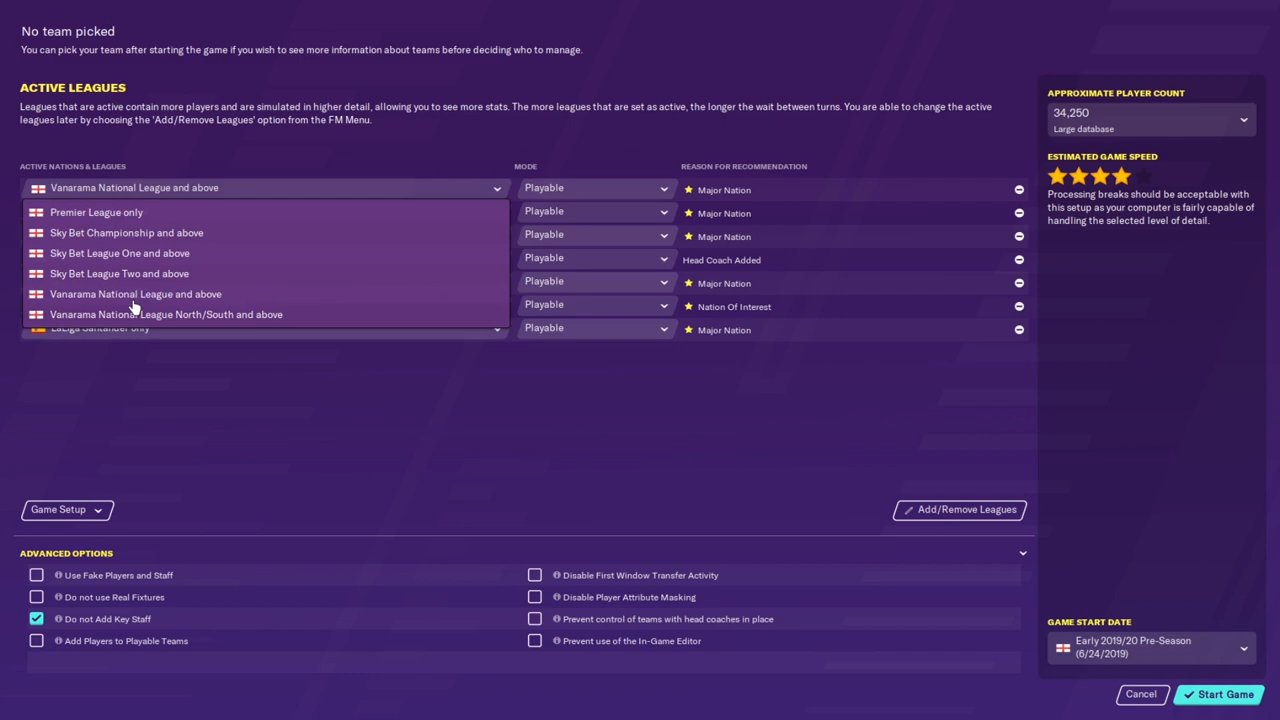 No team picked
You can pick your team after starting the game if you wish to see more information about teams before deciding who to manage.
ACTIVE LEAGUES
Leagues that are active contain more players and are simulated in higher detail, allowing you to see more stats. The more leagues that are set as active, the longer the wait between turns. You are able to change the active
leagues later by choosing the 'Add/Remove Leagues' option from the FM Menu.
ACTIVE NATIONS & LEAGUES MODE REASON FOR RECOMMENDATION
Vanarama National League and above Playable Major Nation
Premier League only Playable Major Nation
Sky Bet Championship and above Playable Major Nation
Sky Bet League One and above Playable Head Coach Added
Sky Bet League Two and above Playable Major Nation
Vanarama National League and above Playable Nation Of Interest
Vanarama National League North/South and above
LaLiga Santander only Playable Major Nation
Game Setup Add/Remove Leagues
ADVANCED OPTIONS
Use Fake Players and Staff Disable First Window Transfer Activity
Do not use Real Fixtures Disable Player Attribute Masking
Do not Add Key Staff Prevent control of teams with head coaches in place
Add Players to Playable Teams Prevent use of the In-Game Editor
APPROXIMATE PLAYER COUNT
34,250
Large database
ESTIMATED GAME SPEED
Processing breaks should be acceptable with
this setup as your computer is fairly capable of
handling the selected level of detail.
GAME START DATE
Early 2019/20 Pre-Season
(6/24/2019)
Cancel Start Game